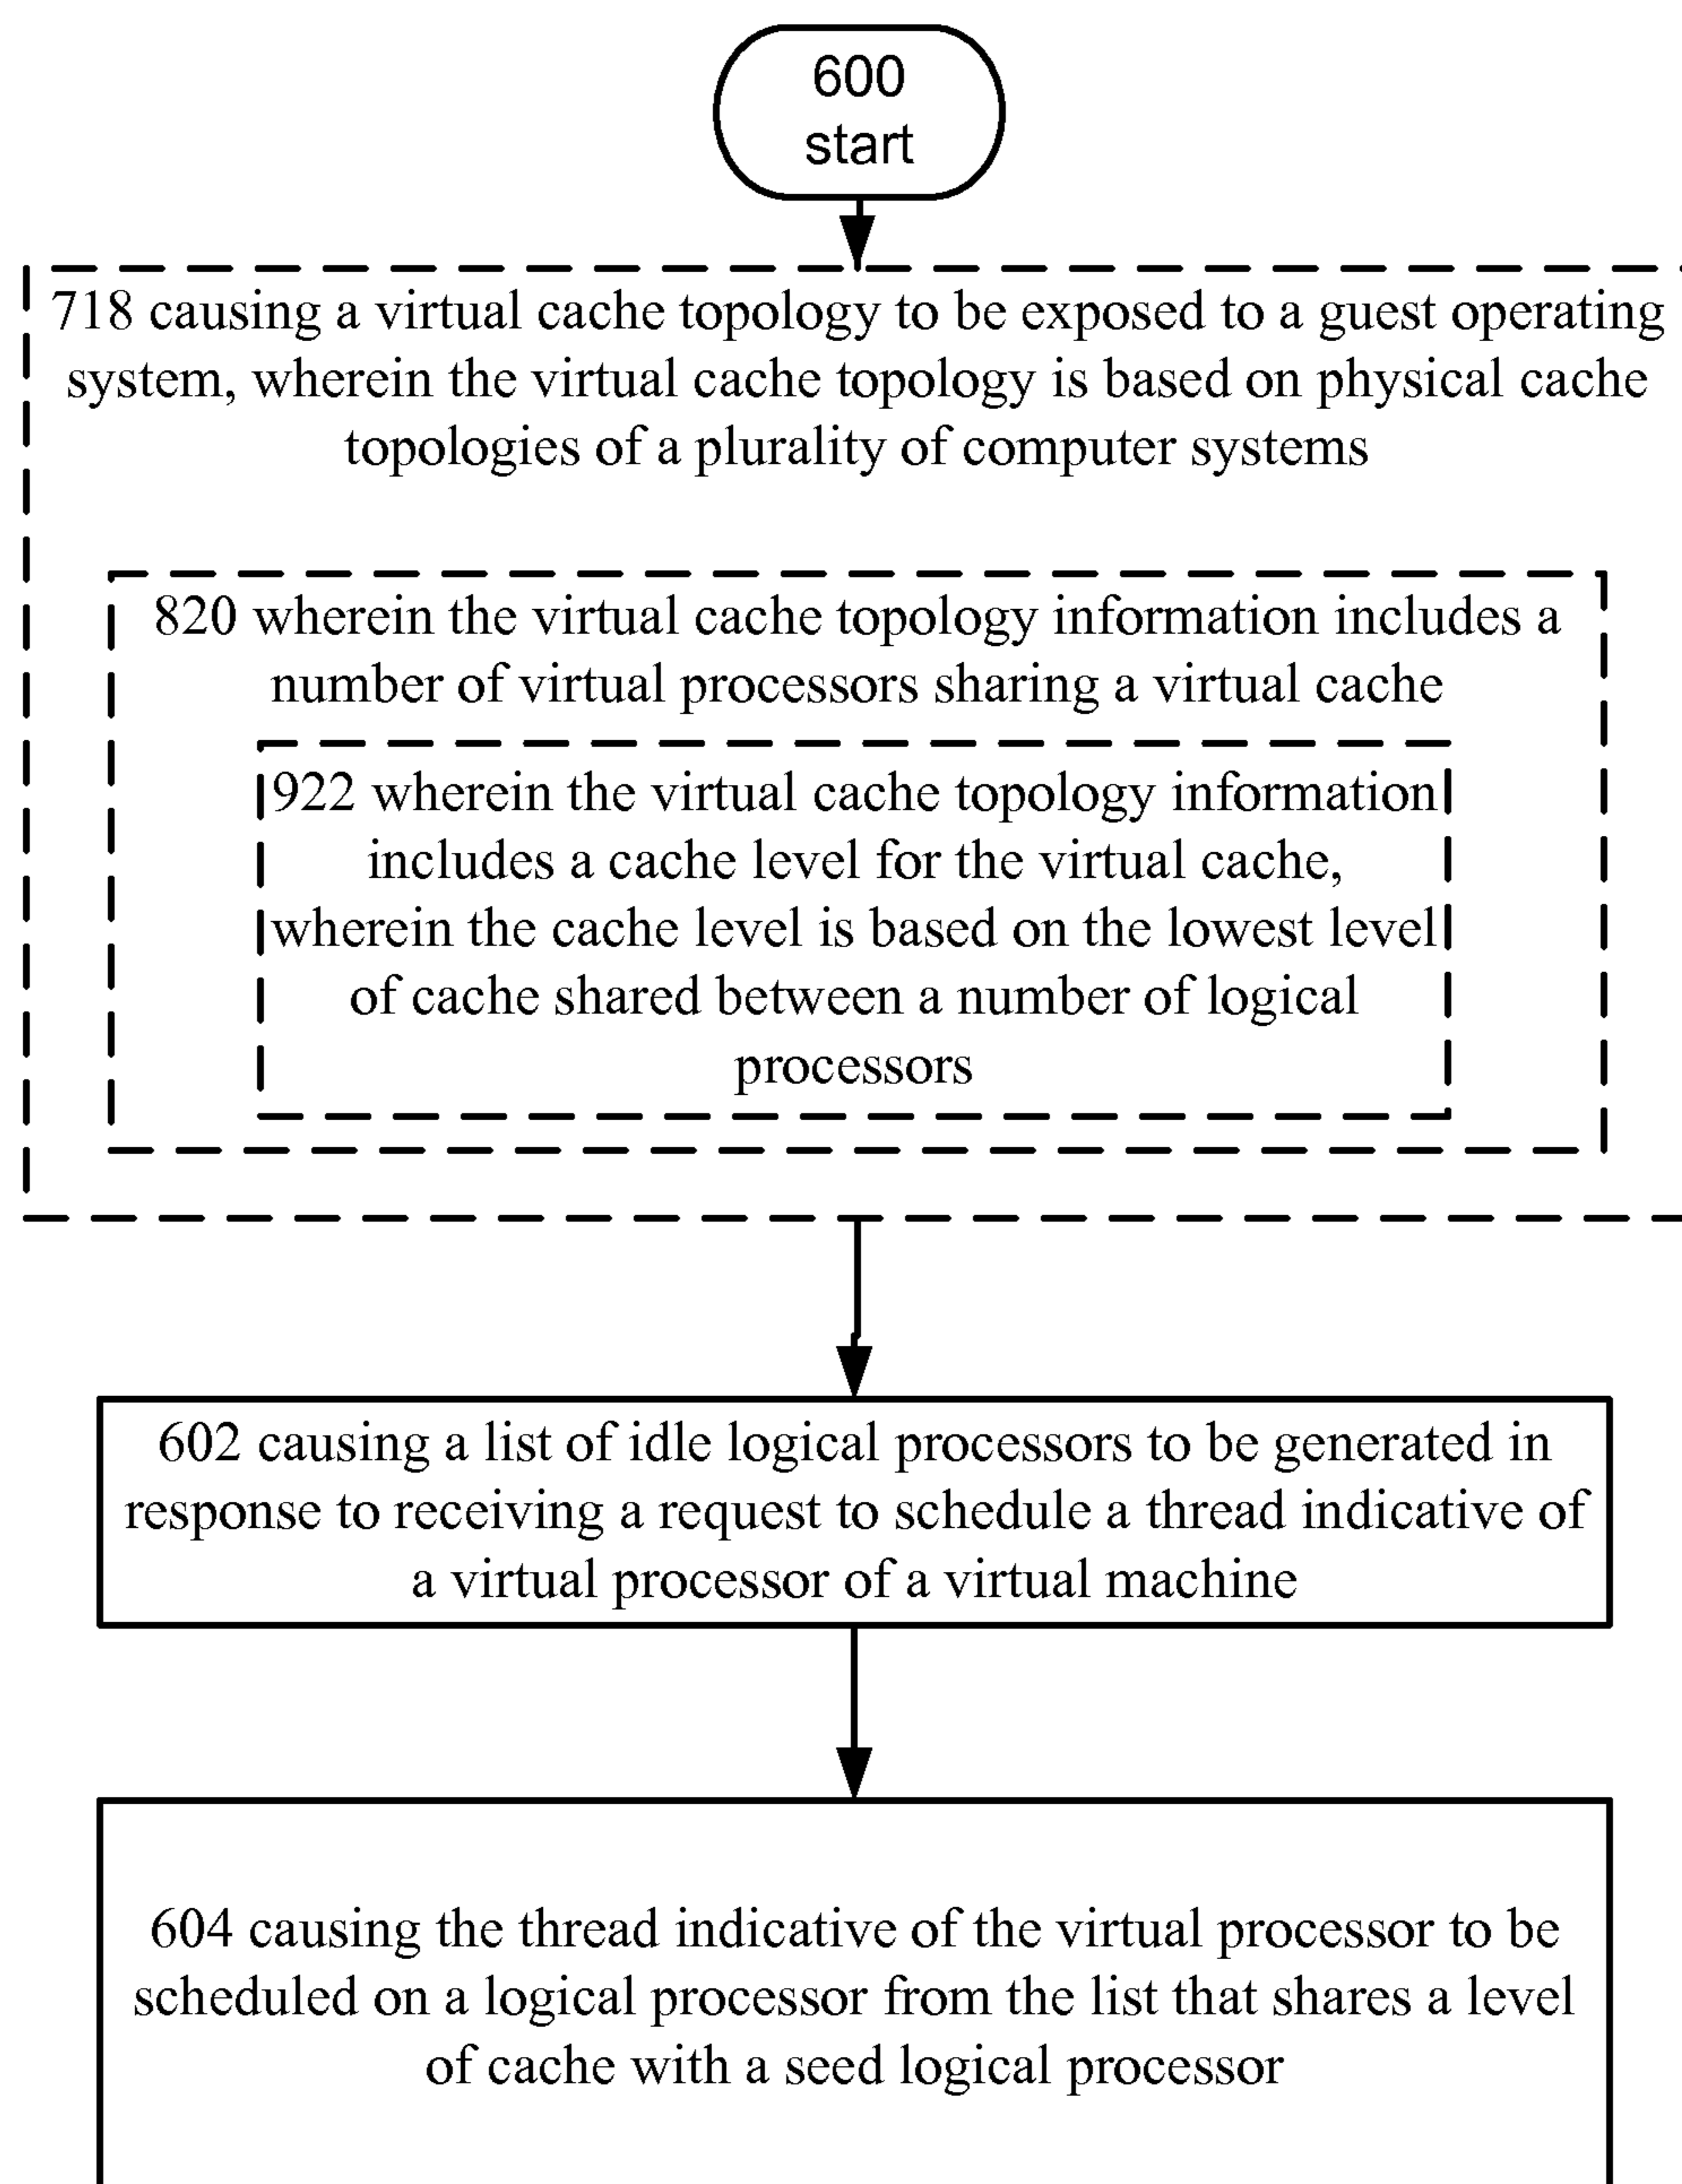 600
start
718 causing a virtual cache topology to be exposed to a guest operating
system, wherein the virtual cache topology is based on physical cache
topologies of a plurality of computer systems
820 wherein the virtual cache topology information includes a
number of virtual processors sharing a virtual cache
922 wherein the virtual cache topology information
includes a cache level for the virtual cache,
wherein the cache level is based on the lowest level
of cache shared between a number of logical
processors
602 causing a list of idle logical processors to be generated in
response to receiving a request to schedule a thread indicative of
a virtual processor of a virtual machine
604 causing the thread indicative of the virtual processor to be
scheduled on a logical processor from the list that shares a level
of cache with a seed logical processor